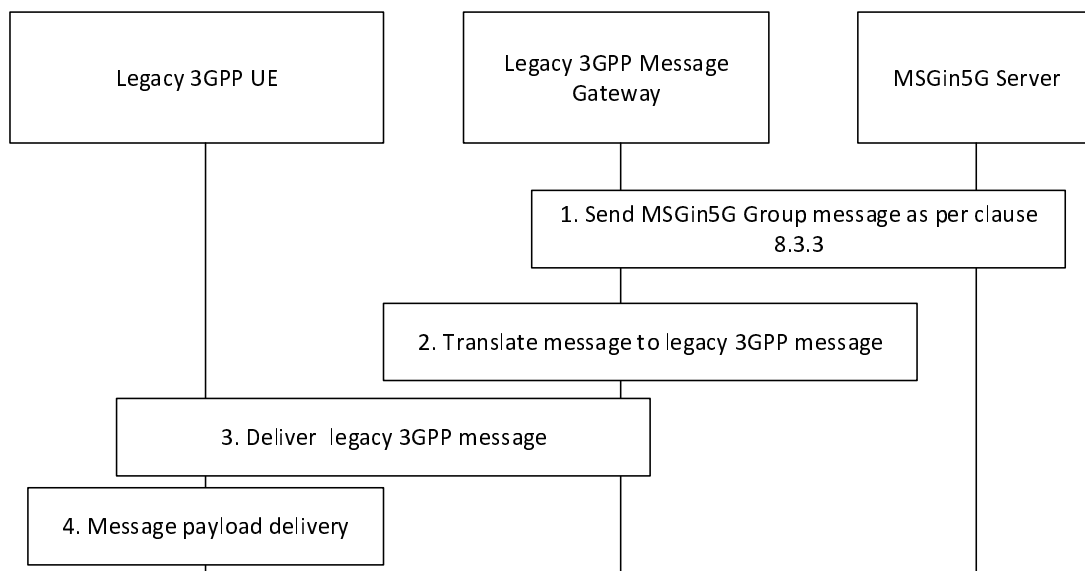 Legacy 3GPP UE
Legacy 3GPP Message
Gateway
MSGin5G Server
1. Send MSGin5G Group message as per clause
8.3.3
2. Translate message to legacy 3GPP message
3. Deliver legacy 3GPP message
4. Message payload delivery